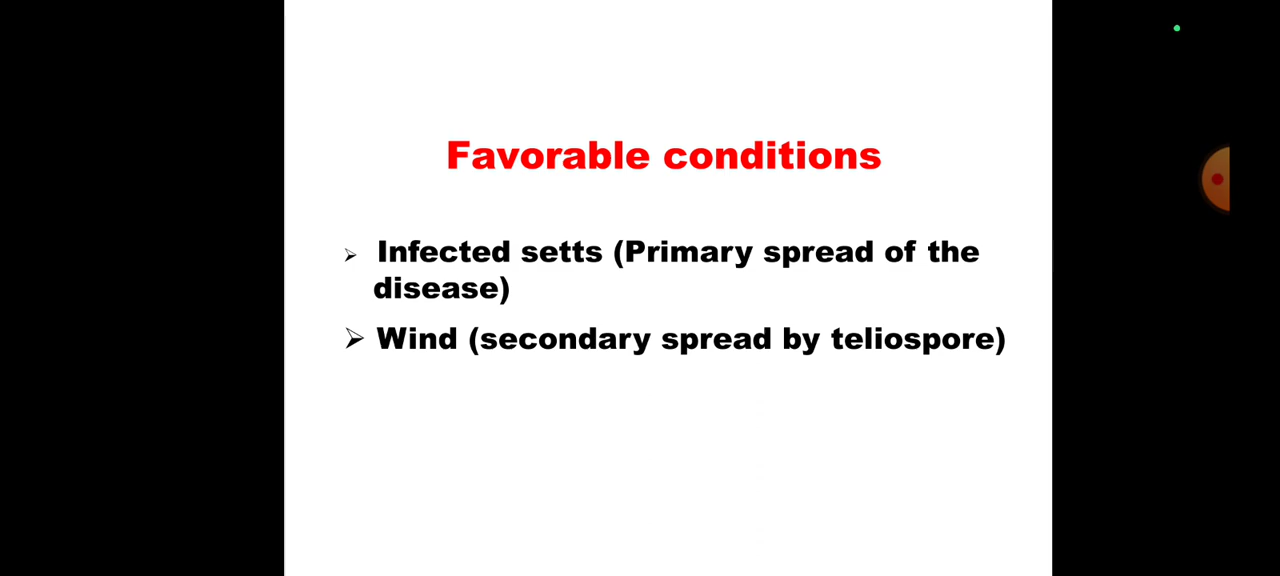 Favorable conditions
➢ Infected setts (Primary spread of the
disease)
➢ Wind (secondary spread by teliospore)